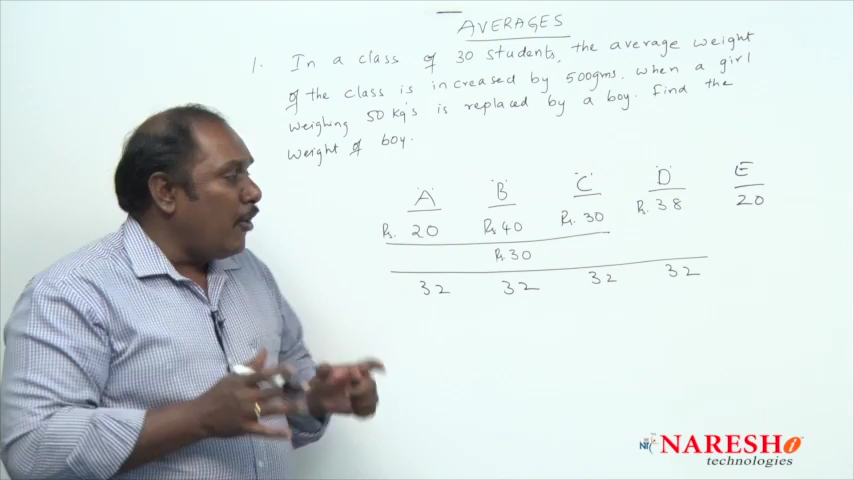 AVERAGES
1. In a class of 30 students, the average weight
of the class is increased by 500gms. when a girl
weighing 50 Kg's is replaced by a boy. Find the
weight of boy.
A B C D E
Rs. 20 Rs 40 Rs. 30 Rs. 38 20
Rs 30
32 32 32 32
NARESH i
technologies